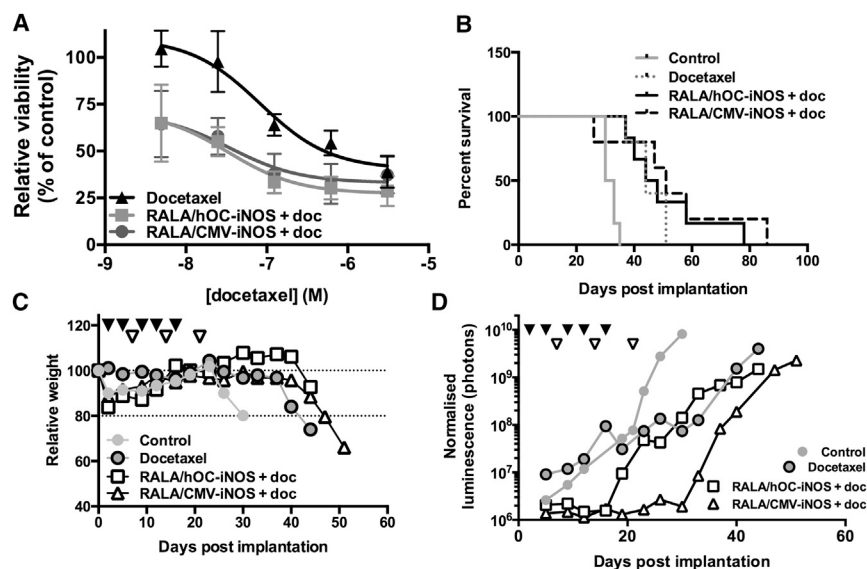 A
Relative viability
(% of control)
100
75
50
25
0
Docetaxel
RALA/hOC-iNOS + doc
RALA/CMV-iNOS + doc
-9
-8
-7
-6
-5
[docetaxel] (M)
B
Percent survival
150
100
50
0
Control
Docetaxel
RALA/hOC-iNOS + doc
RALA/CMV-iNOS + doc
0
20
40
60
80
100
Days post implantation
C
Relative weight
120
100
80
60
40
Control
Docetaxel
RALA/hOC-iNOS + doc
RALA/CMV-iNOS + doc
0
10
20
30
40
50
60
Days post implantation
D
Normalised
luminescence (photons)
10¹⁰
10⁹
10⁸
10⁷
10⁶
Control
Docetaxel
RALA/hOC-iNOS + doc
RALA/CMV-iNOS + doc
20
40
60
Days post implantation